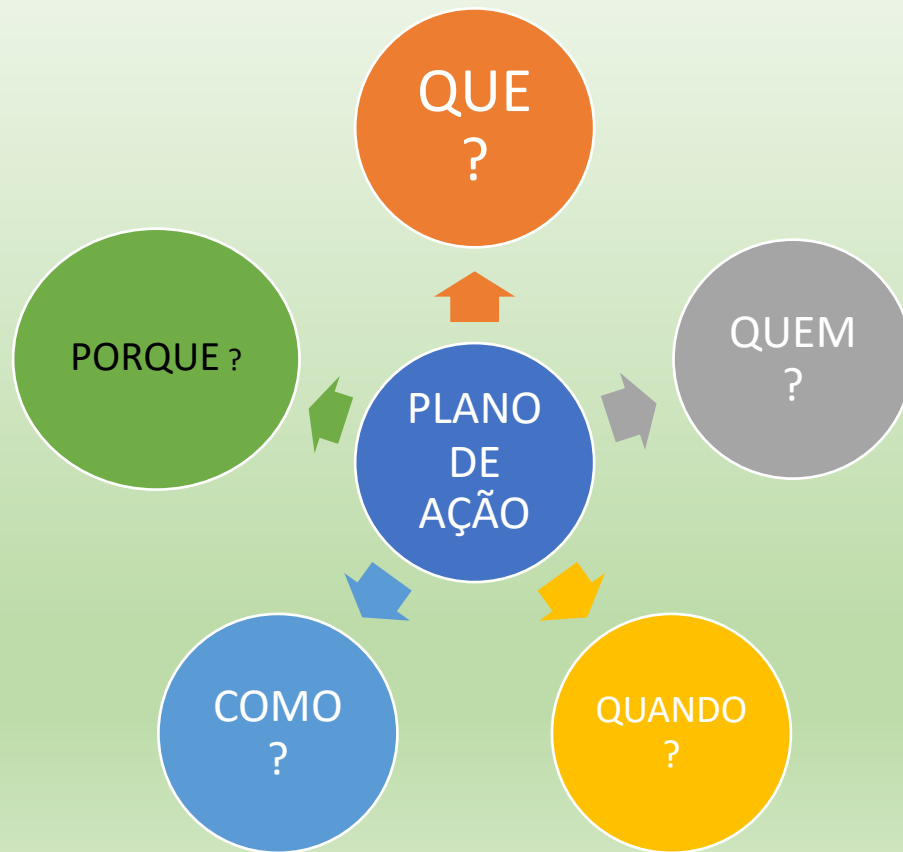 QUE
?
PORQUE ?
QUEM
?
PLANO
DE
AÇÃO
COMO
?
QUANDO
?